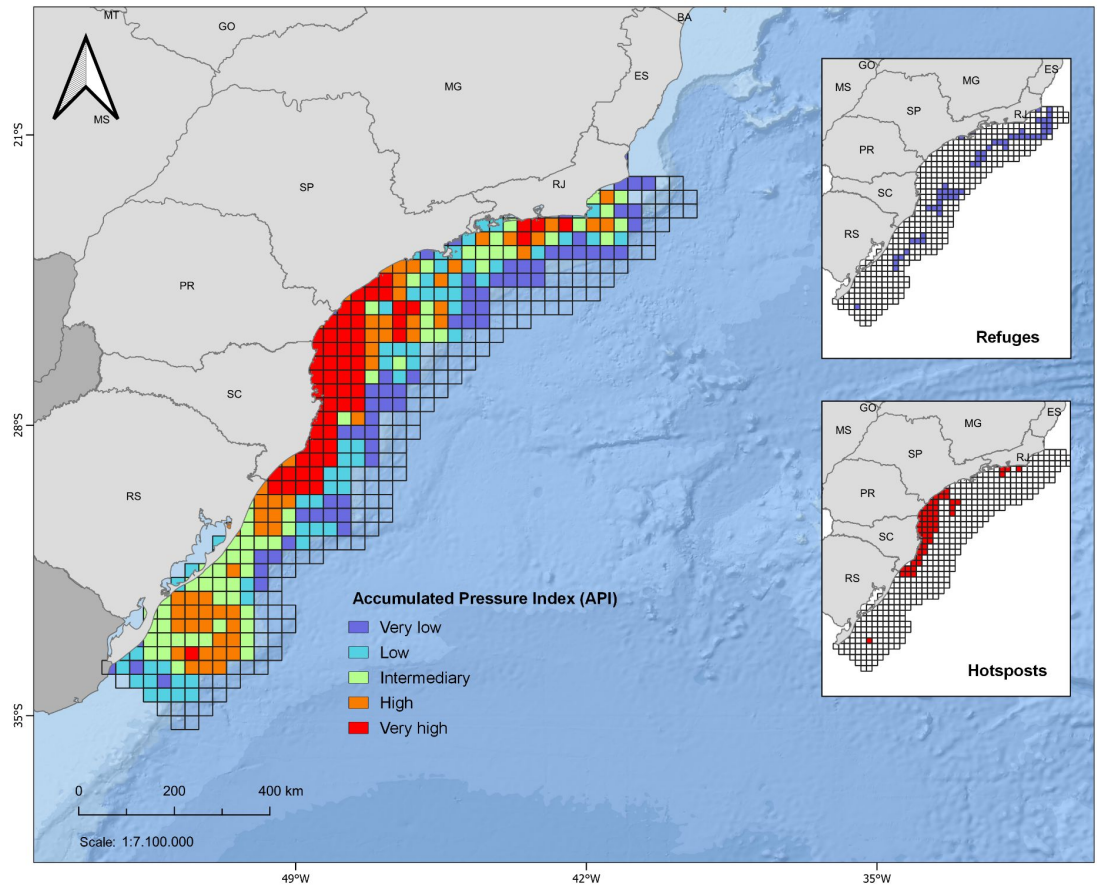 MT
GO
BA
ES
MG
MS
SP
RJ
PR
SC
RS
21°S
28°S
35°S
49°W
42°W
35°W
Accumulated Pressure Index (API)
Very low
Low
Intermediary
High
Very high
0 200 400 km
Scale: 1:7.100.000
GO
ES
MS
MG
SP
RJ
PR
SC
RS
Refuges
GO
ES
MS
MG
SP
RJ
PR
SC
RS
Hotsposts